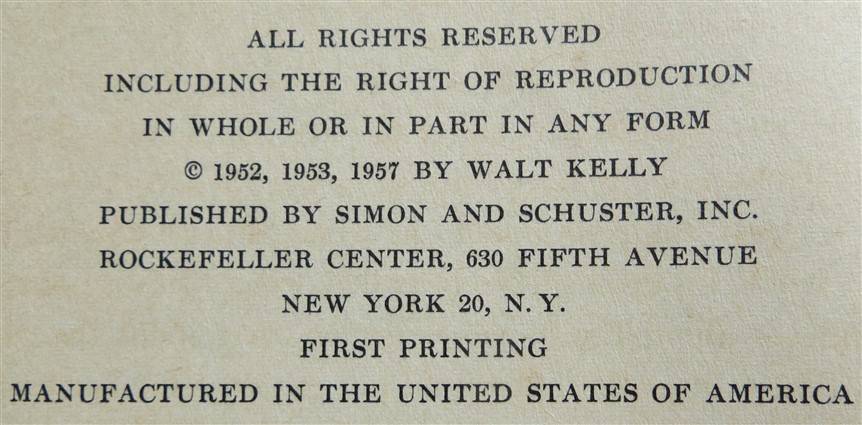 ALL RIGHTS RESERVED
INCLUDING THE RIGHT OF REPRODUCTION
IN WHOLE OR IN PART IN ANY FORM
© 1952, 1953, 1957 BY WALT KELLY
PUBLISHED BY SIMON AND SCHUSTER, INC.
ROCKEFELLER CENTER, 630 FIFTH AVENUE
NEW YORK 20, N. Y.
FIRST PRINTING
MANUFACTURED IN THE UNITED STATES OF AMERICA